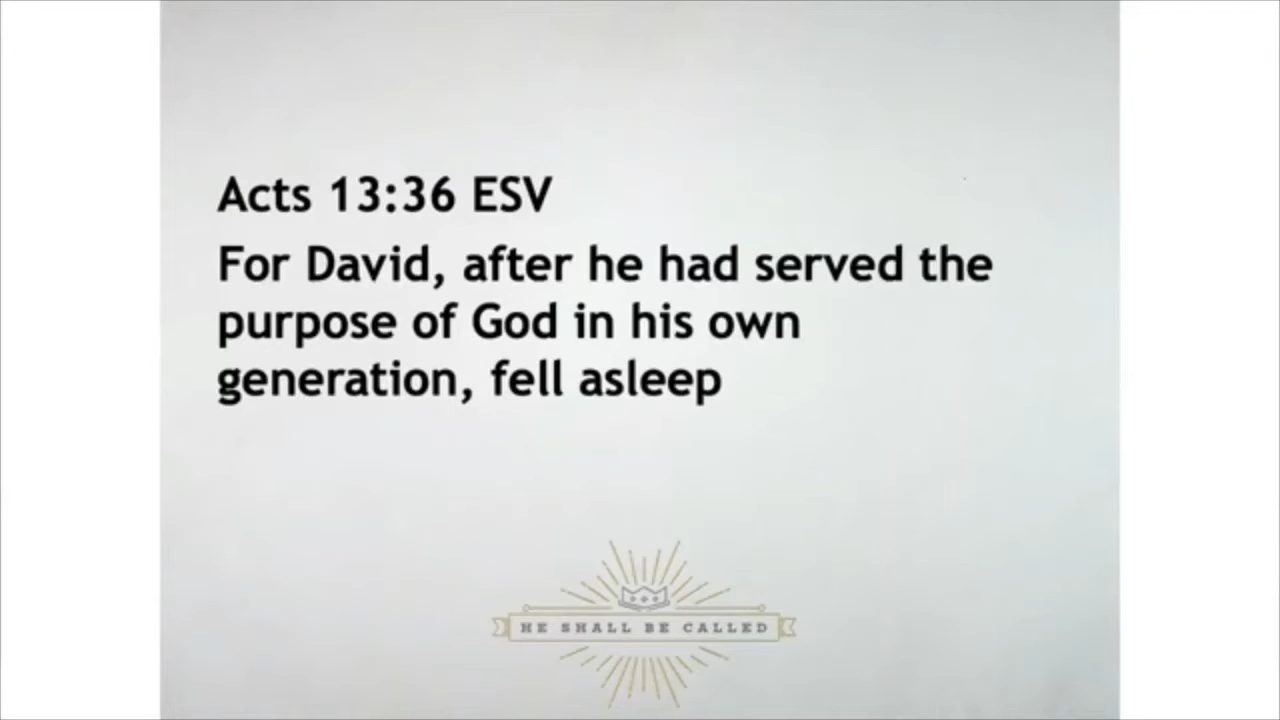 Acts 13:36 ESV
For David, after he had served the
purpose of God in his own
generation, fell asleep
HE SHALL BE CALLED